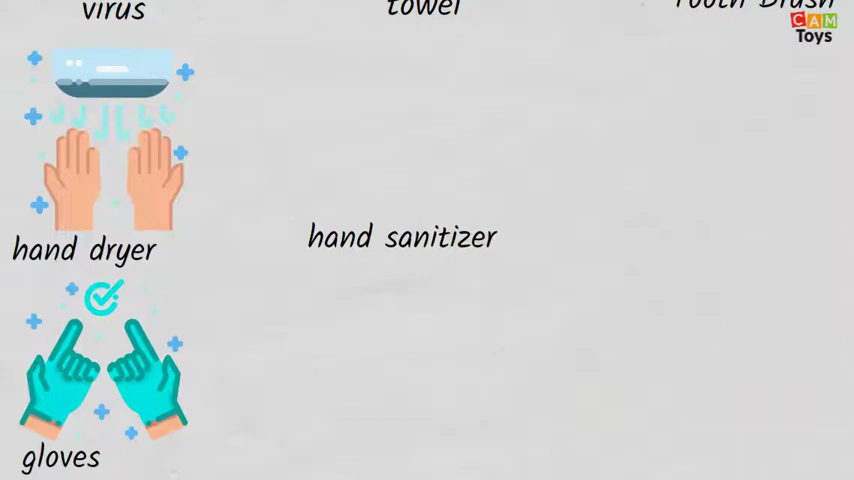 virus
towel
Tooth Brush
CAM
Toys
hand dryer
hand sanitizer
gloves